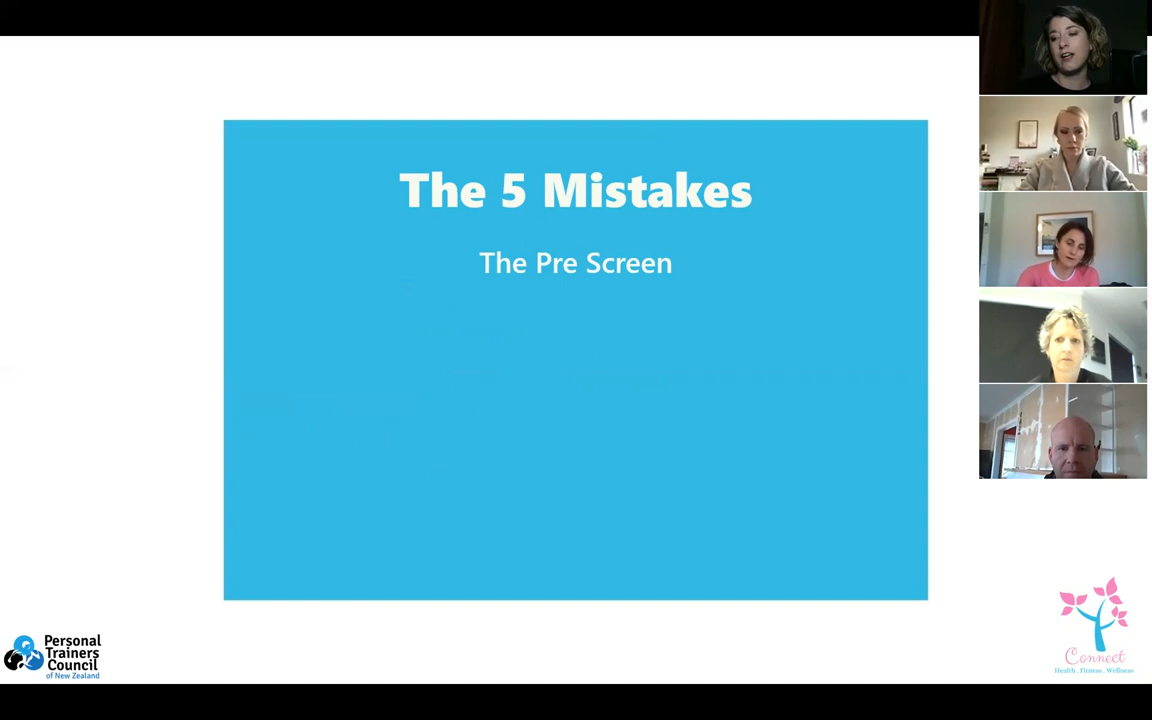 The 5 Mistakes
The Pre Screen
Personal
Trainers
Council
of New Zealand
Connect
Health . Fitness . Wellness